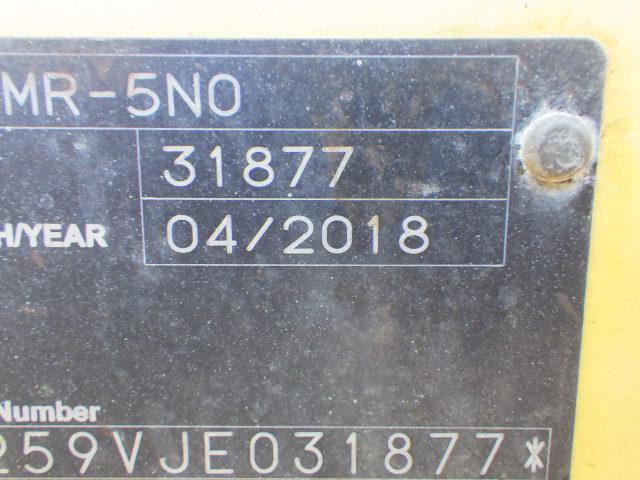 MR-5N0
31877
H/YEAR 04/2018
Number
259VJE031877*